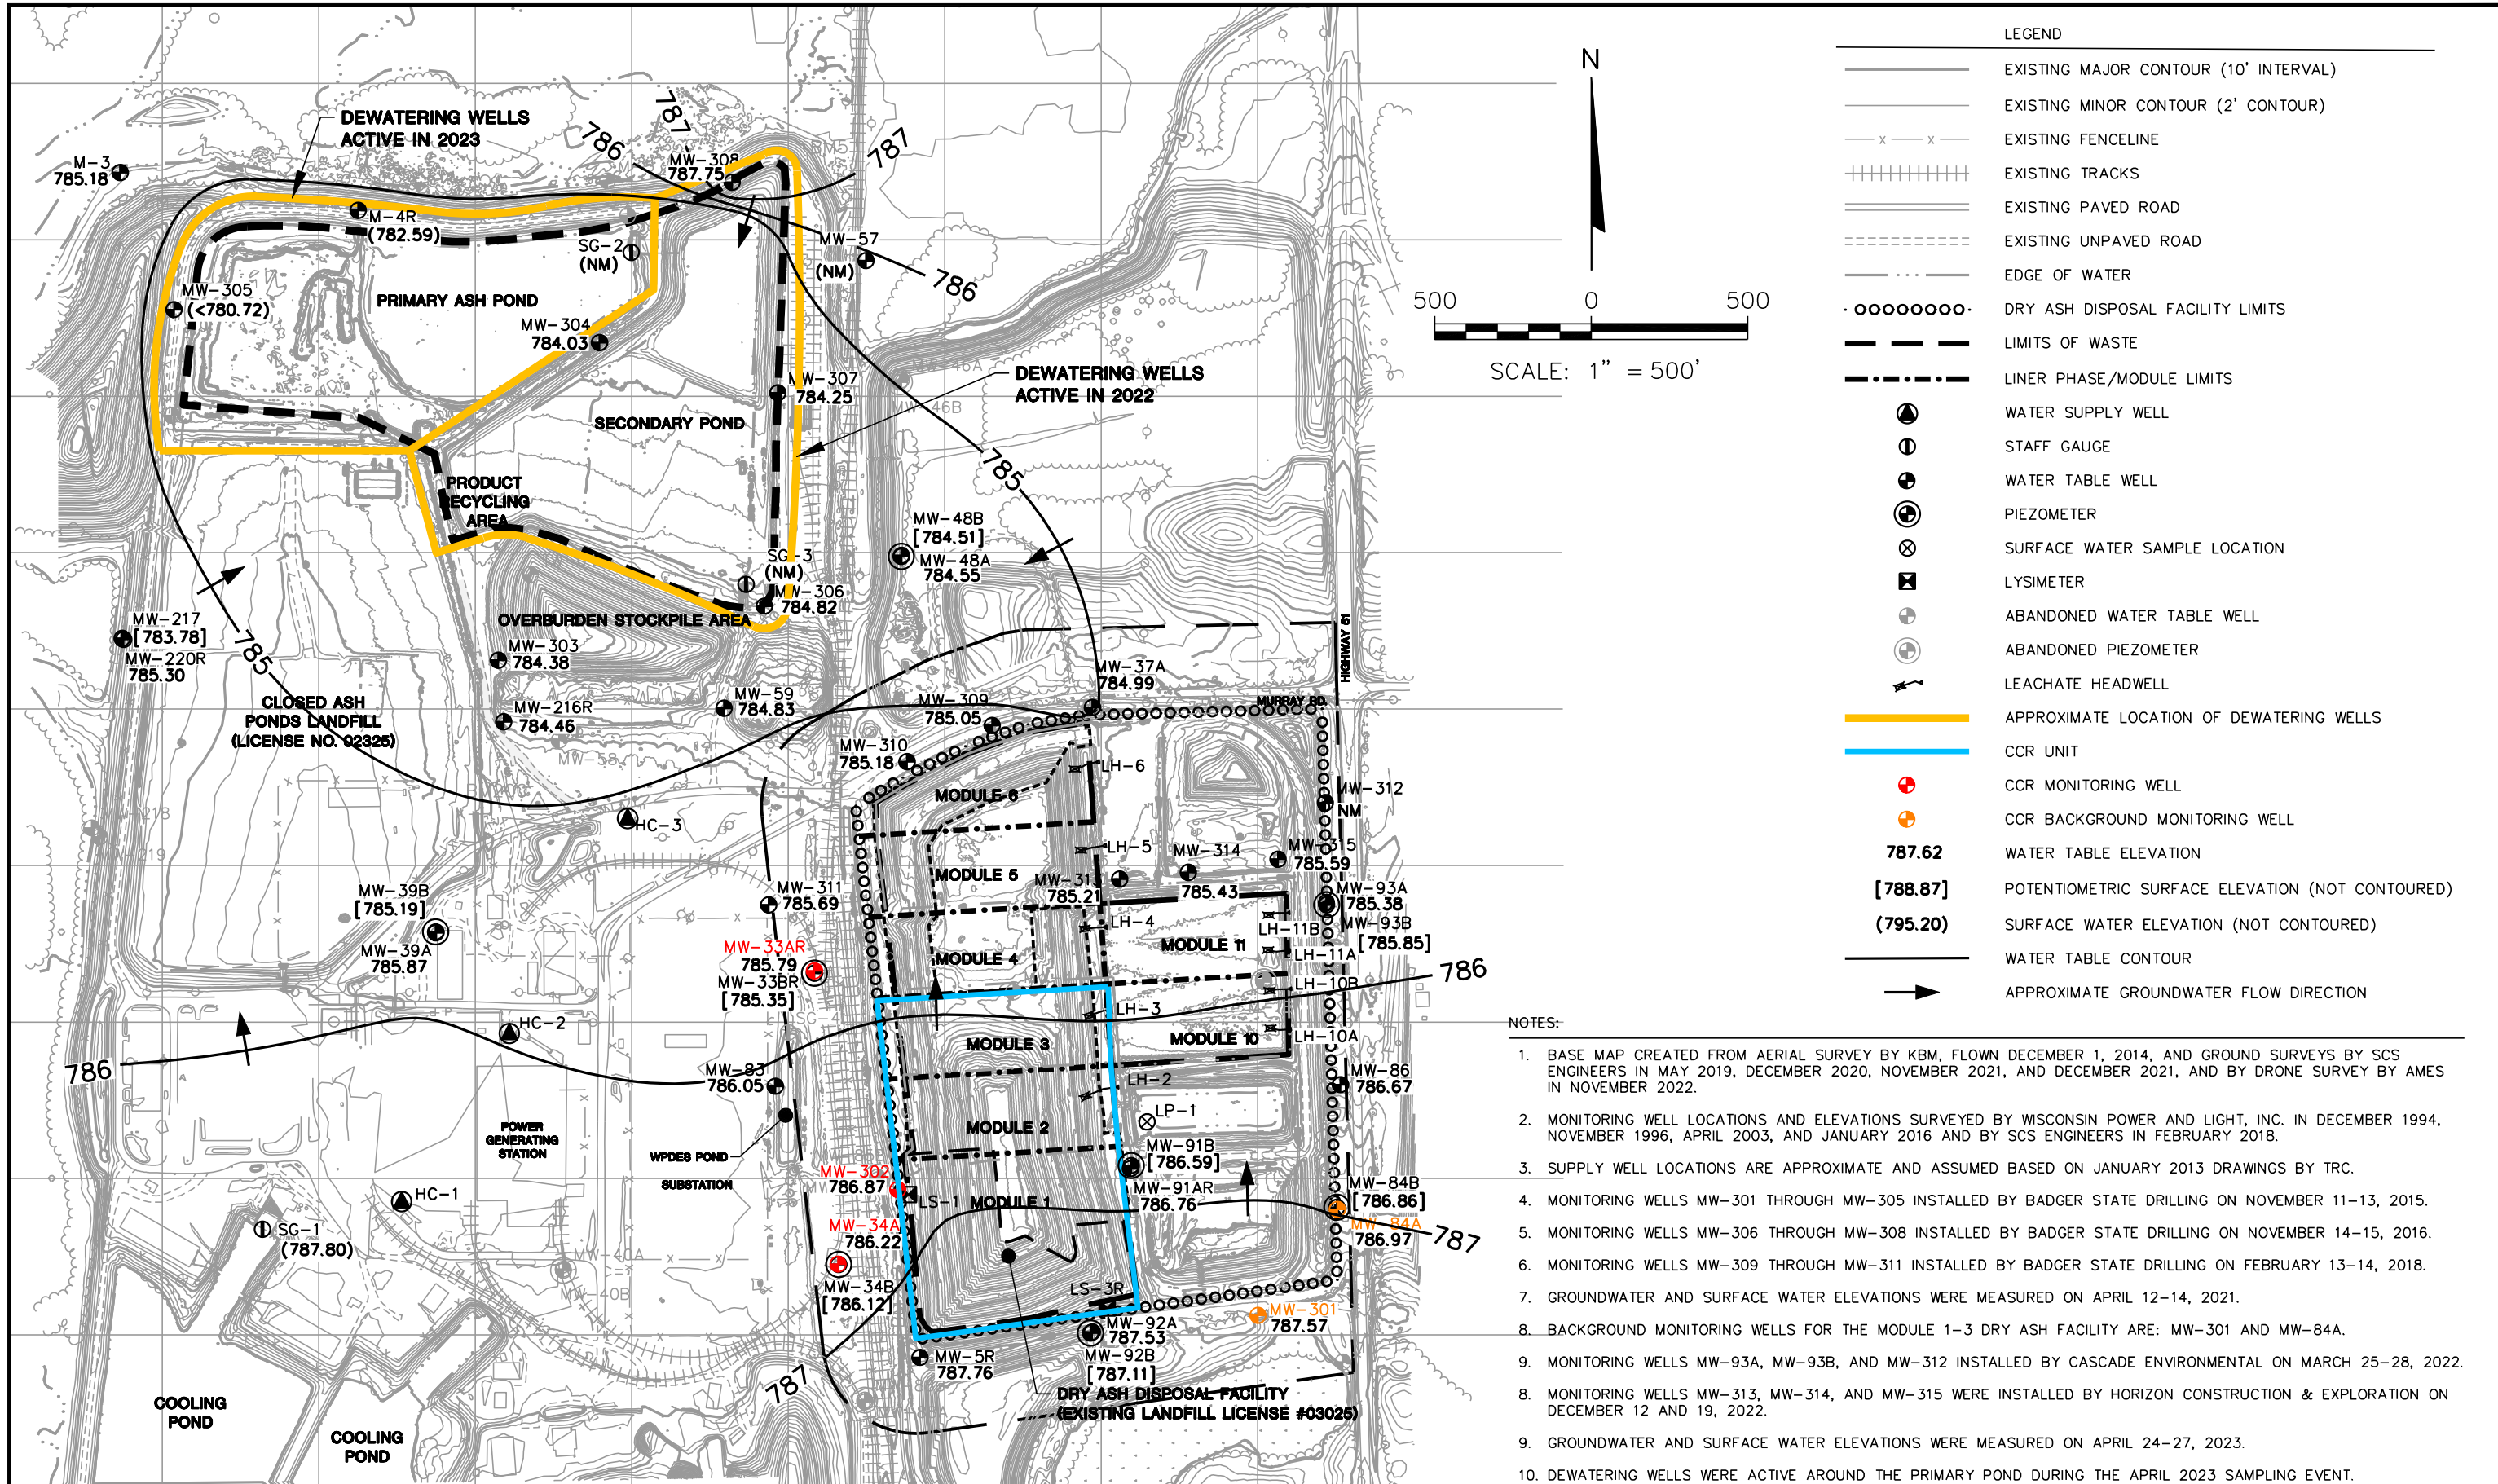 LEGEND
EXISTING MAJOR CONTOUR (10' INTERVAL)
EXISTING MINOR CONTOUR (2' CONTOUR)
EXISTING FENCELINE
EXISTING TRACKS
EXISTING PAVED ROAD
EXISTING UNPAVED ROAD
EDGE OF WATER
DRY ASH DISPOSAL FACILITY LIMITS
LIMITS OF WASTE
LINER PHASE/MODULE LIMITS
WATER SUPPLY WELL
STAFF GAUGE
WATER TABLE WELL
PIEZOMETER
SURFACE WATER SAMPLE LOCATION
LYSIMETER
ABANDONED WATER TABLE WELL
ABANDONED PIEZOMETER
LEACHATE HEADWELL
APPROXIMATE LOCATION OF DEWATERING WELLS
CCR UNIT
CCR MONITORING WELL
CCR BACKGROUND MONITORING WELL
787.62 WATER TABLE ELEVATION
[788.87] POTENTIOMETRIC SURFACE ELEVATION (NOT CONTOURED)
(795.20) SURFACE WATER ELEVATION (NOT CONTOURED)
WATER TABLE CONTOUR
APPROXIMATE GROUNDWATER FLOW DIRECTION
NOTES:
1. BASE MAP CREATED FROM AERIAL SURVEY BY KBM, FLOWN DECEMBER 1, 2014, AND GROUND SURVEYS BY SCS
ENGINEERS IN MAY 2019, DECEMBER 2020, NOVEMBER 2021, AND DECEMBER 2021, AND BY DRONE SURVEY BY AMES
IN NOVEMBER 2022.
2. MONITORING WELL LOCATIONS AND ELEVATIONS SURVEYED BY WISCONSIN POWER AND LIGHT, INC. IN DECEMBER 1994,
NOVEMBER 1996, APRIL 2003, AND JANUARY 2016 AND BY SCS ENGINEERS IN FEBRUARY 2018.
3. SUPPLY WELL LOCATIONS ARE APPROXIMATE AND ASSUMED BASED ON JANUARY 2013 DRAWINGS BY TRC.
4. MONITORING WELLS MW-301 THROUGH MW-305 INSTALLED BY BADGER STATE DRILLING ON NOVEMBER 11-13, 2015.
5. MONITORING WELLS MW-306 THROUGH MW-308 INSTALLED BY BADGER STATE DRILLING ON NOVEMBER 14-15, 2016.
6. MONITORING WELLS MW-309 THROUGH MW-311 INSTALLED BY BADGER STATE DRILLING ON FEBRUARY 13-14, 2018.
7. GROUNDWATER AND SURFACE WATER ELEVATIONS WERE MEASURED ON APRIL 12-14, 2021.
8. BACKGROUND MONITORING WELLS FOR THE MODULE 1-3 DRY ASH FACILITY ARE: MW-301 AND MW-84A.
9. MONITORING WELLS MW-93A, MW-93B, AND MW-312 INSTALLED BY CASCADE ENVIRONMENTAL ON MARCH 25-28, 2022.
8. MONITORING WELLS MW-313, MW-314, AND MW-315 WERE INSTALLED BY HORIZON CONSTRUCTION & EXPLORATION ON
DECEMBER 12 AND 19, 2022.
9. GROUNDWATER AND SURFACE WATER ELEVATIONS WERE MEASURED ON APRIL 24-27, 2023.
10. DEWATERING WELLS WERE ACTIVE AROUND THE PRIMARY POND DURING THE APRIL 2023 SAMPLING EVENT.
N
500 0 500
SCALE: 1" = 500'
DEWATERING WELLS
ACTIVE IN 2023
786
787
787
M-3
785.18
MW-308
787.75
M-4R
(782.59)
SG-2
(NM)
MW-57
(NM)
786
MW-305
(<780.72)
PRIMARY ASH POND
MW-304
784.03
MW-46A
DEWATERING WELLS
ACTIVE IN 2022
MW-307
784.25
MW-46B
SECONDARY POND
785
PRODUCT
RECYCLING
AREA
MW-48B
[784.51]
MW-48A
784.55
SG-3
(NM)
MW-306
784.82
OVERBURDEN STOCKPILE AREA
MW-217
[783.78]
MW-220R
785.30
785
MW-303
784.38
HIGHWAY 51
MW-37A
784.99
CLOSED ASH
PONDS LANDFILL
(LICENSE NO. 02325)
MW-216R
784.46
MW-59
784.83
MW-309
785.05
MURRAY RD.
MW-310
785.18
MW-58
LH-6
MODULE 6
MW-312
NM
HC-3
LH-5
MW-314
785.43
MW-315
785.59
MODULE 5
785.21
MW-93A
785.38
MW-93B
[785.85]
MW-39B
[785.19]
MW-39A
785.87
MW-311
785.69
LH-4
LH-11B
LH-11A
MODULE 11
MODULE 4
MW-33AR
785.79
MW-33BR
[785.35]
LH-10B
786
LH-3
MODULE 10
LH-10A
MODULE 3
HC-2
786
MW-83
786.05
LH-2
MW-86
786.67
LP-1
MODULE 2
POWER
GENERATING
STATION
WPDES POND
SUBSTATION
MW-91B
[786.59]
MW-91AR
786.76
MW-302
786.87
LS-1
MODULE 1
MW-84B
[786.86]
MW-84A
786.97
787
HC-1
SG-1
(787.80)
MW-34A
786.22
MW-34B
[786.12]
MW-40A
MW-40B
LS-3R
MW-301
787.57
MW-92A
787.53
MW-92B
[787.11]
MW-5R
787.76
787
DRY ASH DISPOSAL FACILITY
(EXISTING LANDFILL LICENSE #03025)
COOLING
POND
COOLING
POND